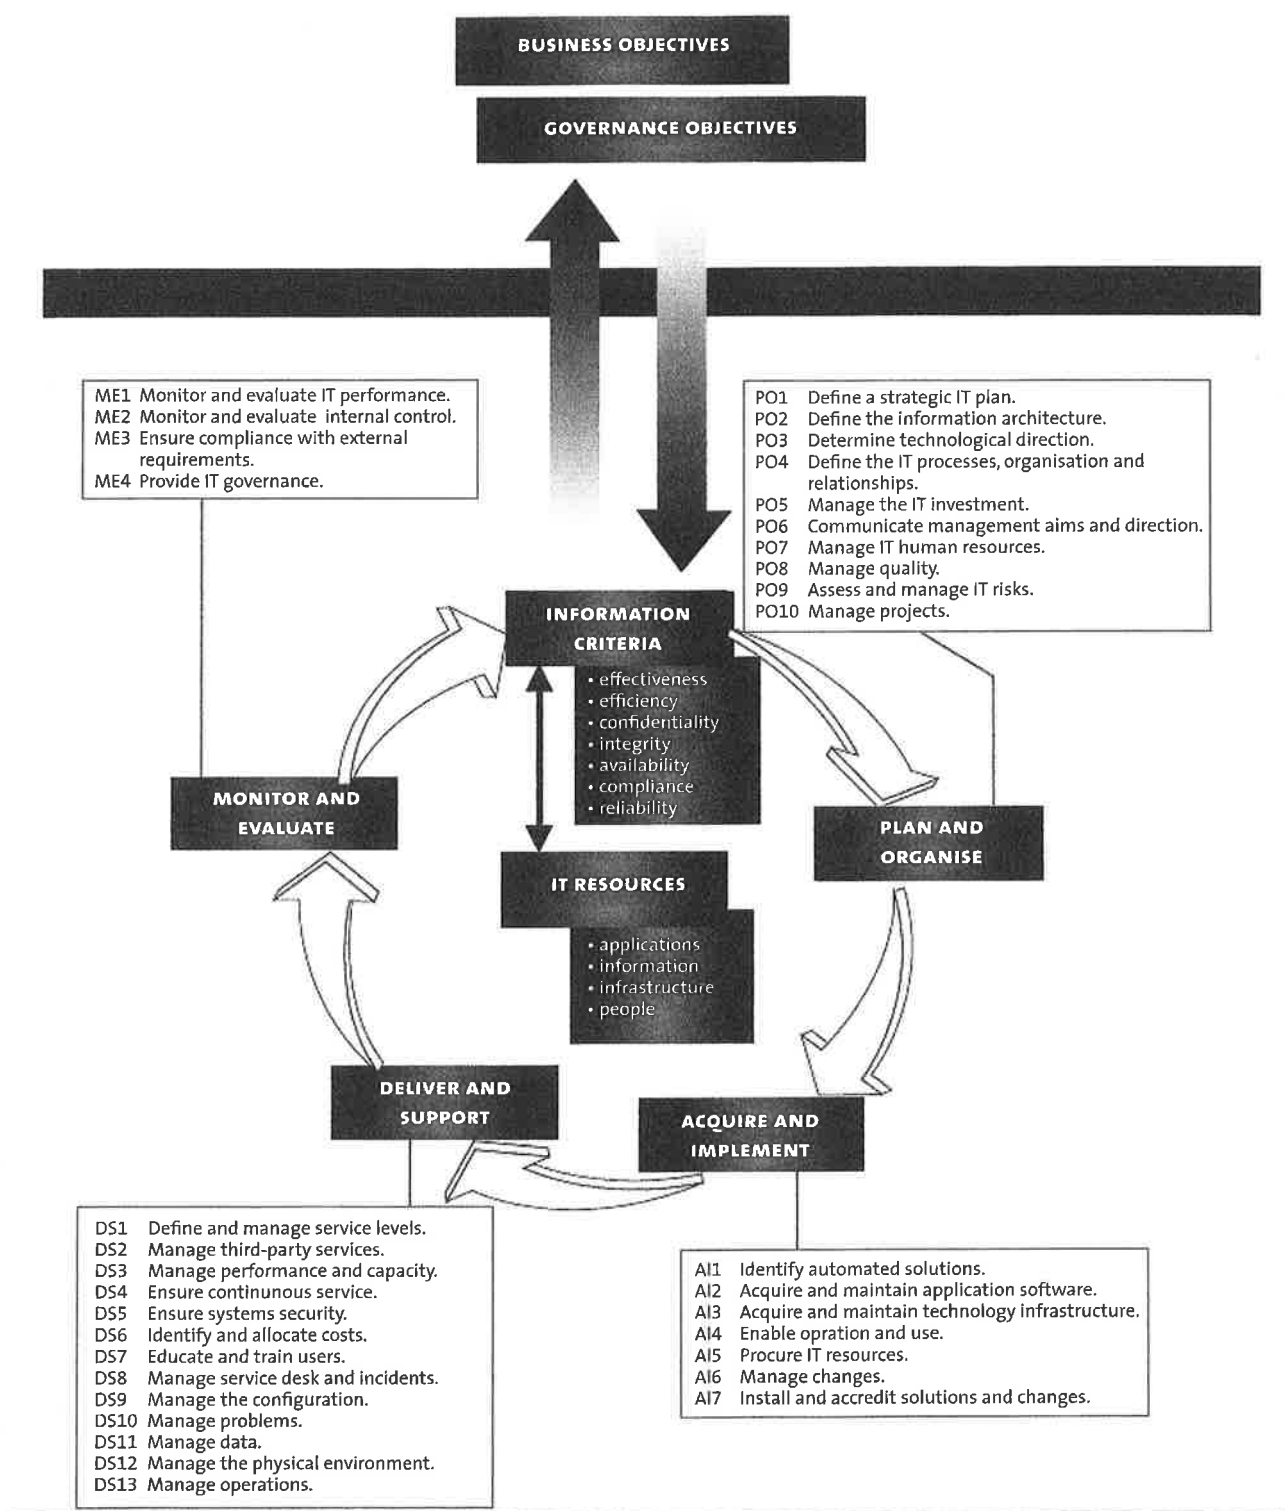 BUSINESS OBJECTIVES
GOVERNANCE OBJECTIVES
ME1 Monitor and evaluate IT performance.
ME2 Monitor and evaluate internal control.
ME3 Ensure compliance with external
requirements.
ME4 Provide IT governance.
PO1 Define a strategic IT plan.
PO2 Define the information architecture.
PO3 Determine technological direction.
PO4 Define the IT processes, organisation and
relationships.
PO5 Manage the IT investment.
PO6 Communicate management aims and direction.
PO7 Manage IT human resources.
PO8 Manage quality.
PO9 Assess and manage IT risks.
PO10 Manage projects.
INFORMATION
CRITERIA
• effectiveness
• efficiency
• confidentiality
• integrity
• availability
• compliance
• reliability
MONITOR AND
EVALUATE
PLAN AND
ORGANISE
IT RESOURCES
• applications
• information
• infrastructure
• people
DELIVER AND
SUPPORT
ACQUIRE AND
IMPLEMENT
DS1 Define and manage service levels.
DS2 Manage third-party services.
DS3 Manage performance and capacity.
DS4 Ensure continunous service.
DS5 Ensure systems security.
DS6 Identify and allocate costs.
DS7 Educate and train users.
DS8 Manage service desk and incidents.
DS9 Manage the configuration.
DS10 Manage problems.
DS11 Manage data.
DS12 Manage the physical environment.
DS13 Manage operations.
AI1 Identify automated solutions.
AI2 Acquire and maintain application software.
AI3 Acquire and maintain technology infrastructure.
AI4 Enable opration and use.
AI5 Procure IT resources.
AI6 Manage changes.
AI7 Install and accredit solutions and changes.